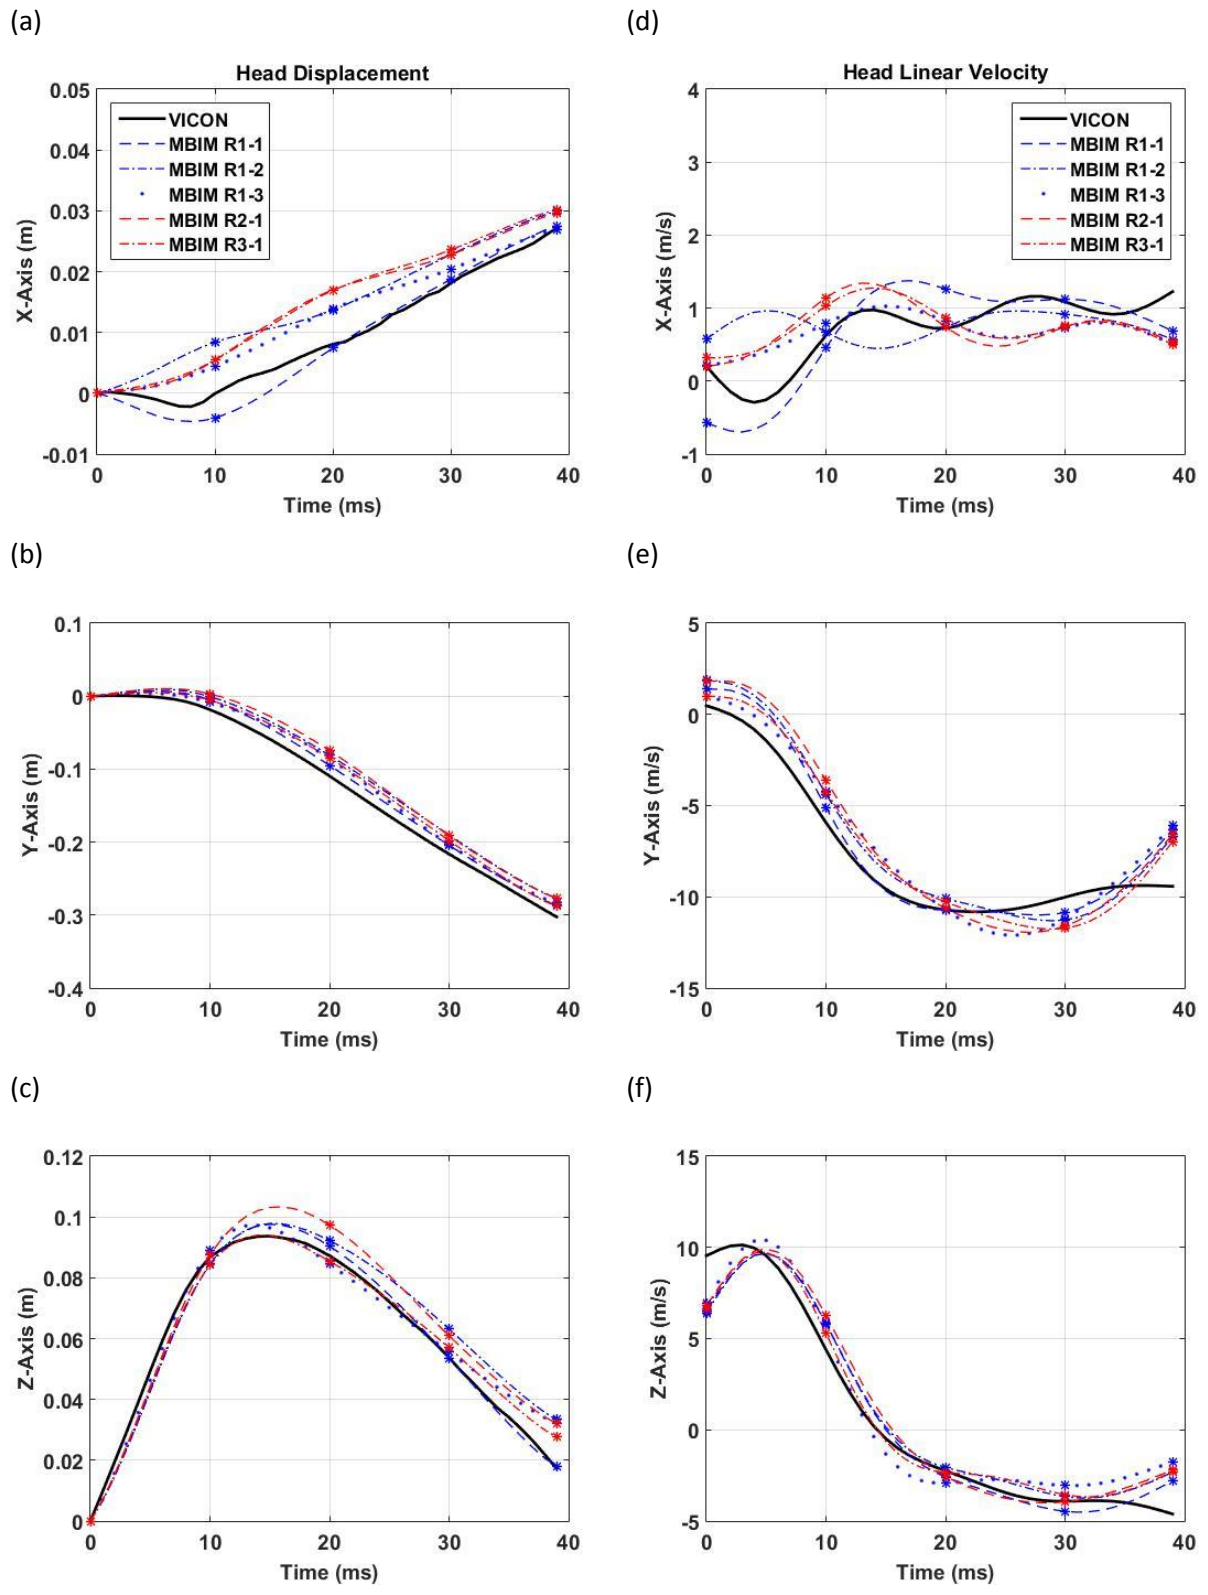 (a)
Head Displacement
0.05
0.04
0.03
0.02
0.01
0
-0.01
X-Axis (m)
VICON
MBIM R1-1
MBIM R1-2
MBIM R1-3
MBIM R2-1
MBIM R3-1
0 10 20 30 40
Time (ms)
(d)
Head Linear Velocity
4
3
2
1
0
-1
X-Axis (m/s)
VICON
MBIM R1-1
MBIM R1-2
MBIM R1-3
MBIM R2-1
MBIM R3-1
0 10 20 30 40
Time (ms)
(b)
0.1
0
-0.1
-0.2
-0.3
-0.4
Y-Axis (m)
0 10 20 30 40
Time (ms)
(e)
5
0
-5
-10
-15
Y-Axis (m/s)
0 10 20 30 40
Time (ms)
(c)
0.12
0.1
0.08
0.06
0.04
0.02
0
Z-Axis (m)
0 10 20 30 40
Time (ms)
(f)
15
10
5
0
-5
Z-Axis (m/s)
0 10 20 30 40
Time (ms)